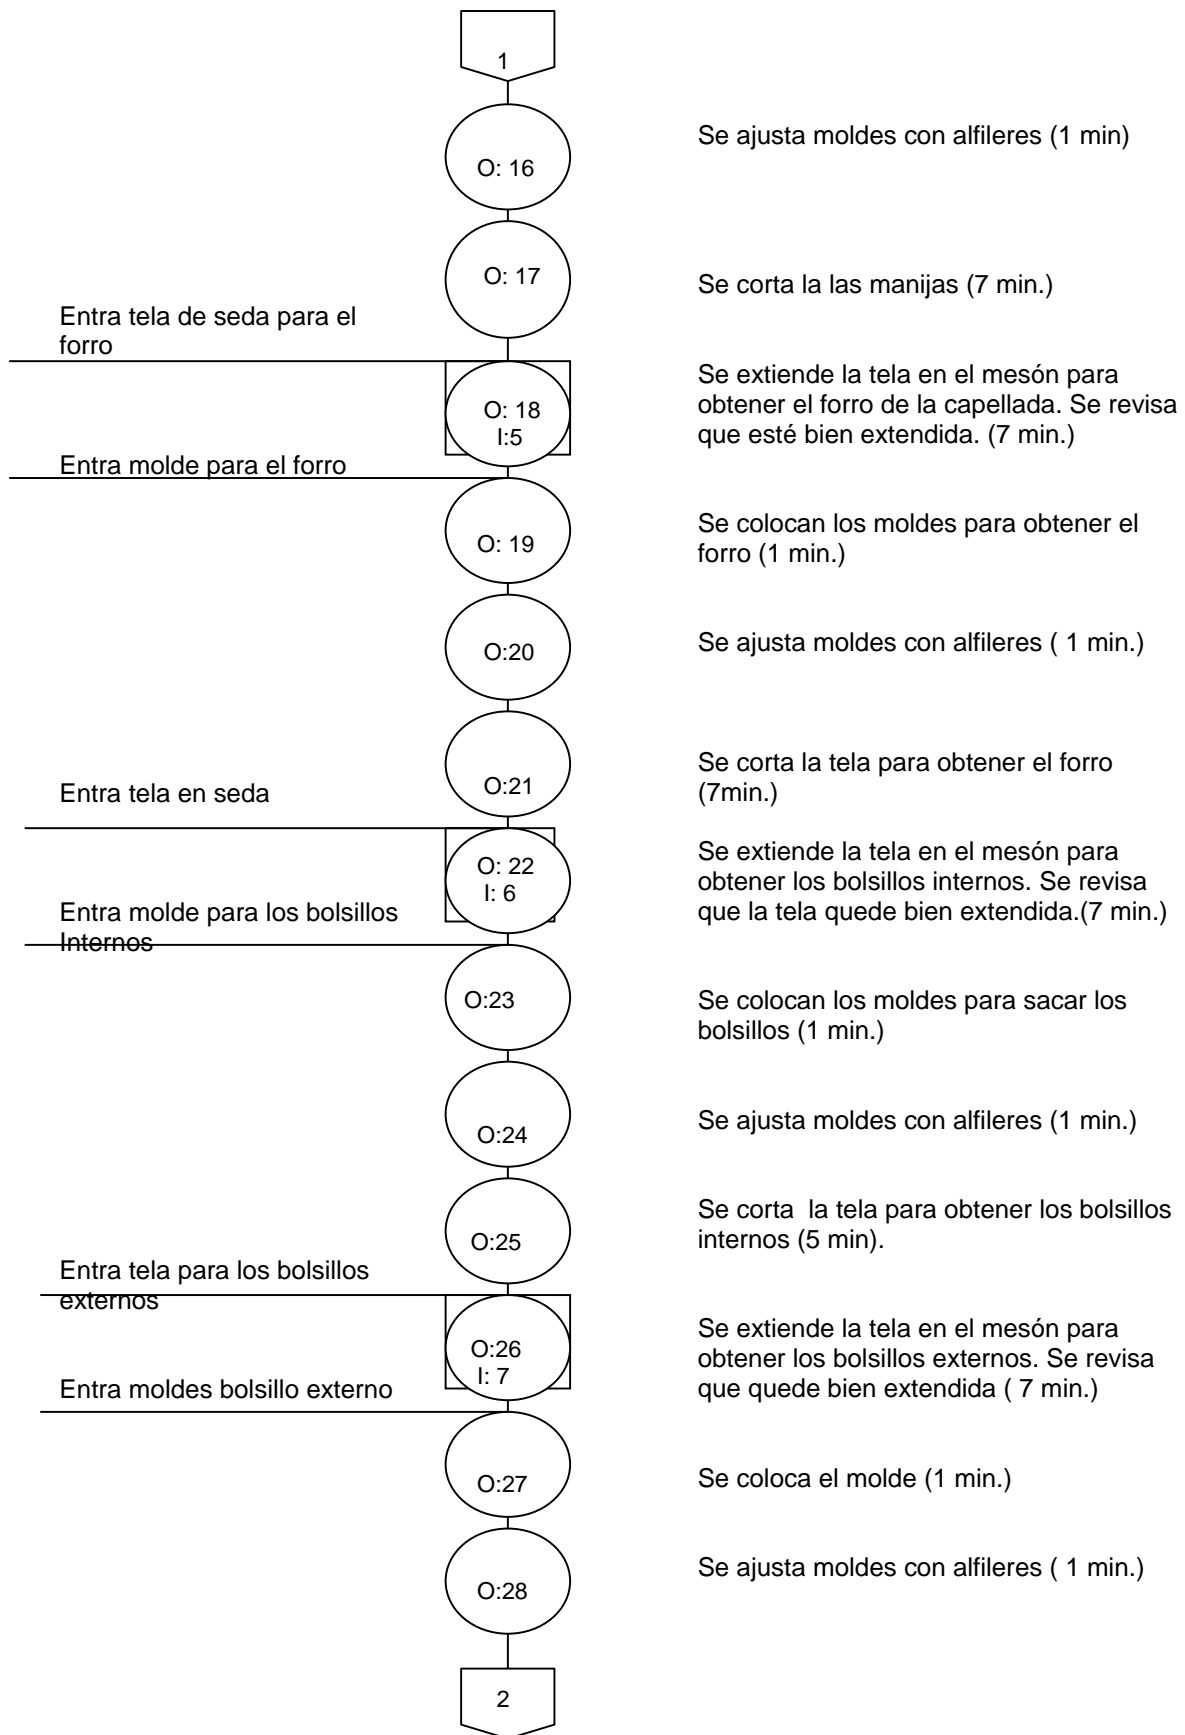 1
O: 16
Se ajusta moldes con alfileres (1 min)
O: 17
Se corta la las manijas (7 min.)
Entra tela de seda para el
forro
O: 18
I:5
Se extiende la tela en el mesón para
obtener el forro de la capellada. Se revisa
que esté bien extendida. (7 min.)
Entra molde para el forro
O: 19
Se colocan los moldes para obtener el
forro (1 min.)
O:20
Se ajusta moldes con alfileres ( 1 min.)
O:21
Se corta la tela para obtener el forro
(7min.)
Entra tela en seda
O: 22
I: 6
Se extiende la tela en el mesón para
obtener los bolsillos internos. Se revisa
que la tela quede bien extendida.(7 min.)
Entra molde para los bolsillos
Internos
O:23
Se colocan los moldes para sacar los
bolsillos (1 min.)
O:24
Se ajusta moldes con alfileres (1 min.)
O:25
Se corta  la tela para obtener los bolsillos
internos (5 min).
Entra tela para los bolsillos
externos
O:26
I: 7
Se extiende la tela en el mesón para
obtener los bolsillos externos. Se revisa
que quede bien extendida ( 7 min.)
Entra moldes bolsillo externo
O:27
Se coloca el molde (1 min.)
O:28
Se ajusta moldes con alfileres ( 1 min.)
2